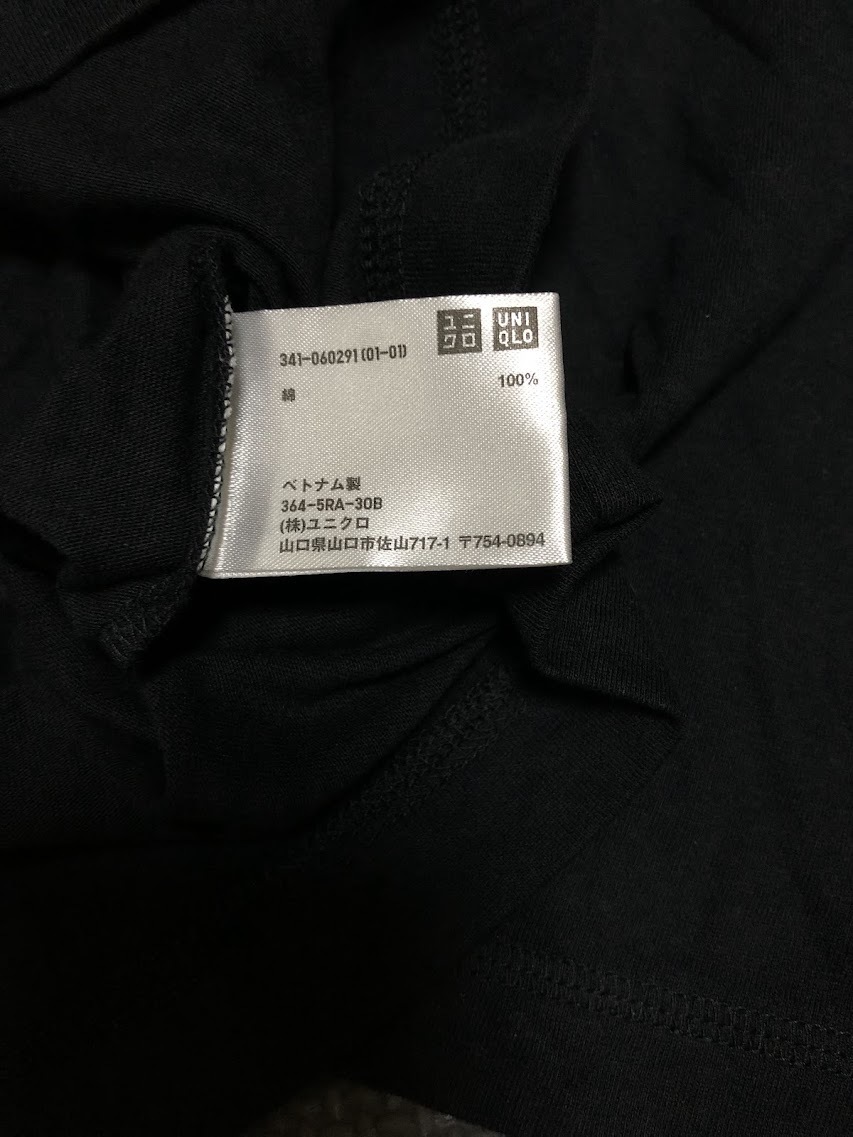 ユニ
クロ
UNI
QLO
341-060291(01-01)
綿 100%
ベトナム製
364-5RA-30B
(株)ユニクロ
山口県山口市佐山717-1 〒754-0894